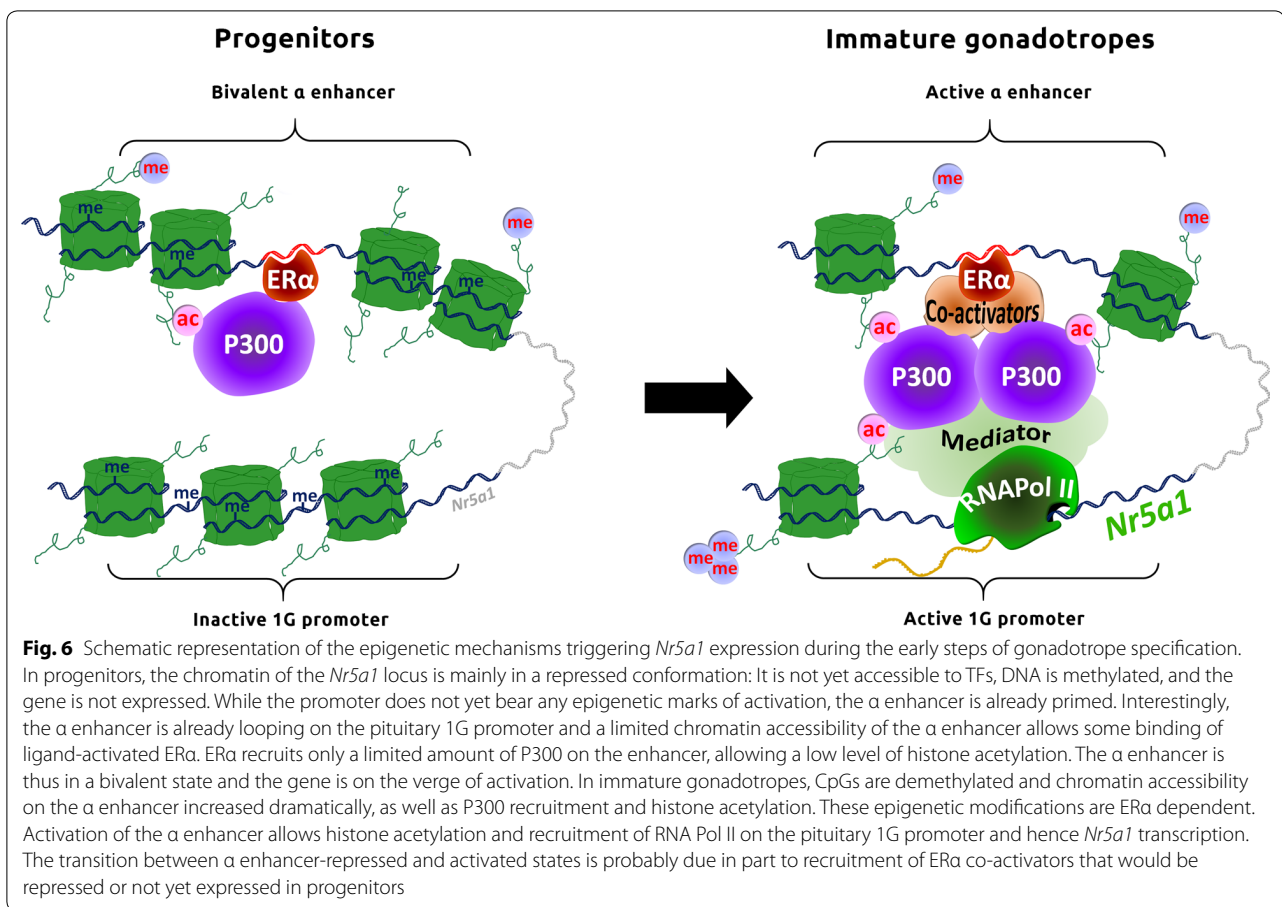 Progenitors
Immature gonadotropes
Bivalent α enhancer
Active α enhancer
me
me
me
me
me
me
me
me
ERα
ERα
Co-activators
ac
ac
ac
P300
P300
P300
ac
Mediator
me
me
me
me
me
RNAPol II
Nr5a1
Nr5a1
me
me
me
Inactive 1G promoter
Active 1G promoter
Fig. 6 Schematic representation of the epigenetic mechanisms triggering Nr5a1 expression during the early steps of gonadotrope specification.
In progenitors, the chromatin of the Nr5a1 locus is mainly in a repressed conformation: It is not yet accessible to TFs, DNA is methylated, and the
gene is not expressed. While the promoter does not yet bear any epigenetic marks of activation, the α enhancer is already primed. Interestingly,
the α enhancer is already looping on the pituitary 1G promoter and a limited chromatin accessibility of the α enhancer allows some binding of
ligand-activated ERα. ERα recruits only a limited amount of P300 on the enhancer, allowing a low level of histone acetylation. The α enhancer is
thus in a bivalent state and the gene is on the verge of activation. In immature gonadotropes, CpGs are demethylated and chromatin accessibility
on the α enhancer increased dramatically, as well as P300 recruitment and histone acetylation. These epigenetic modifications are ERα dependent.
Activation of the α enhancer allows histone acetylation and recruitment of RNA Pol II on the pituitary 1G promoter and hence Nr5a1 transcription.
The transition between α enhancer-repressed and activated states is probably due in part to recruitment of ERα co-activators that would be
repressed or not yet expressed in progenitors